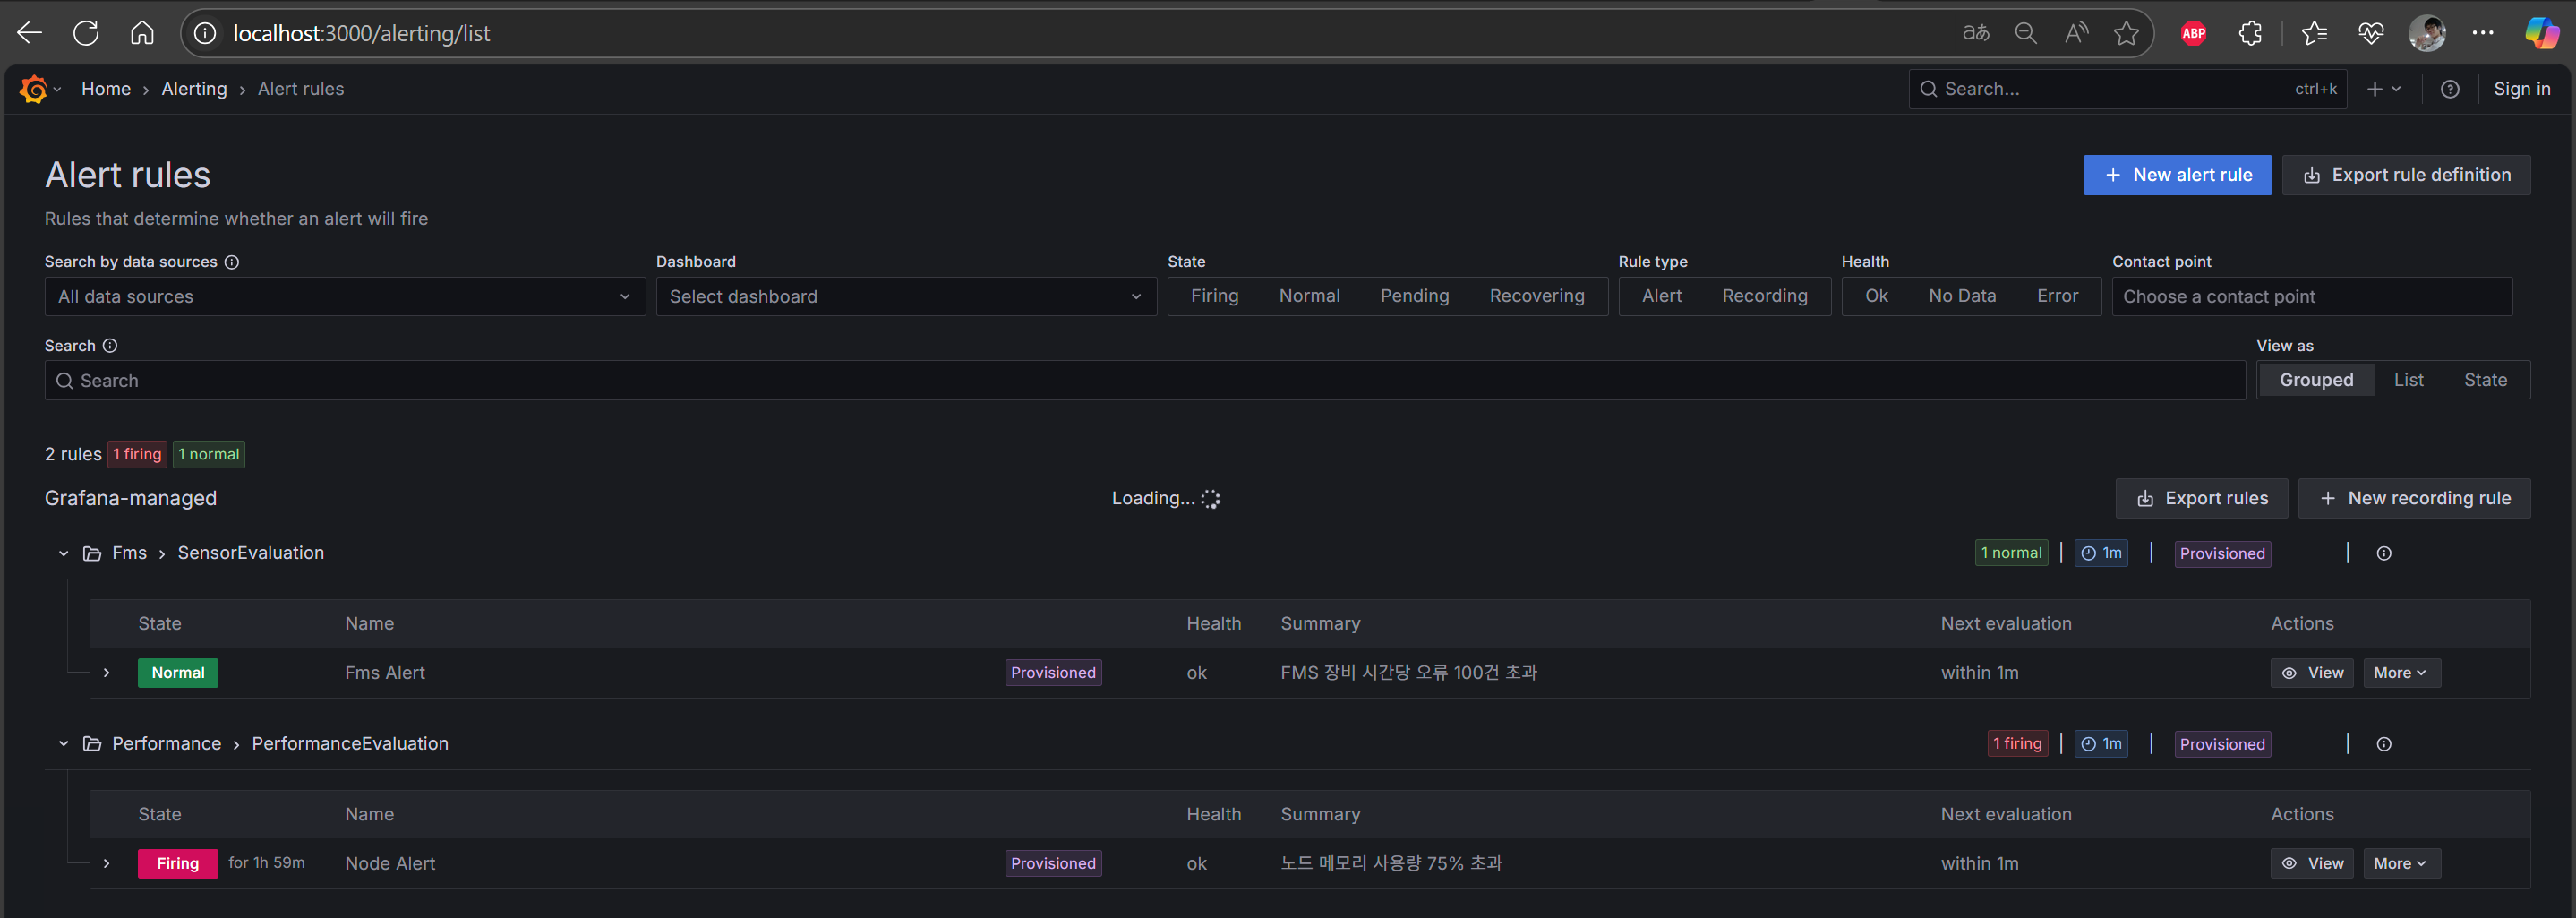 localhost:3000/alerting/list
ABP
Home > Alerting > Alert rules
Search... ctrl+k
Sign in
Alert rules
+ New alert rule
Export rule definition
Rules that determine whether an alert will fire
Search by data sources
Dashboard
State
Rule type
Health
Contact point
All data sources
Select dashboard
Firing Normal Pending Recovering
Alert Recording
Ok No Data Error
Choose a contact point
Search
View as
Search
Grouped List State
2 rules 1 firing 1 normal
Grafana-managed
Loading...
Export rules
+ New recording rule
Fms > SensorEvaluation
1 normal | 1m | Provisioned |
State Name Health Summary Next evaluation Actions
Normal Fms Alert Provisioned ok FMS 장비 시간당 오류 100건 초과 within 1m View More
Performance > PerformanceEvaluation
1 firing | 1m | Provisioned |
State Name Health Summary Next evaluation Actions
Firing for 1h 59m Node Alert Provisioned ok 노드 메모리 사용량 75% 초과 within 1m View More